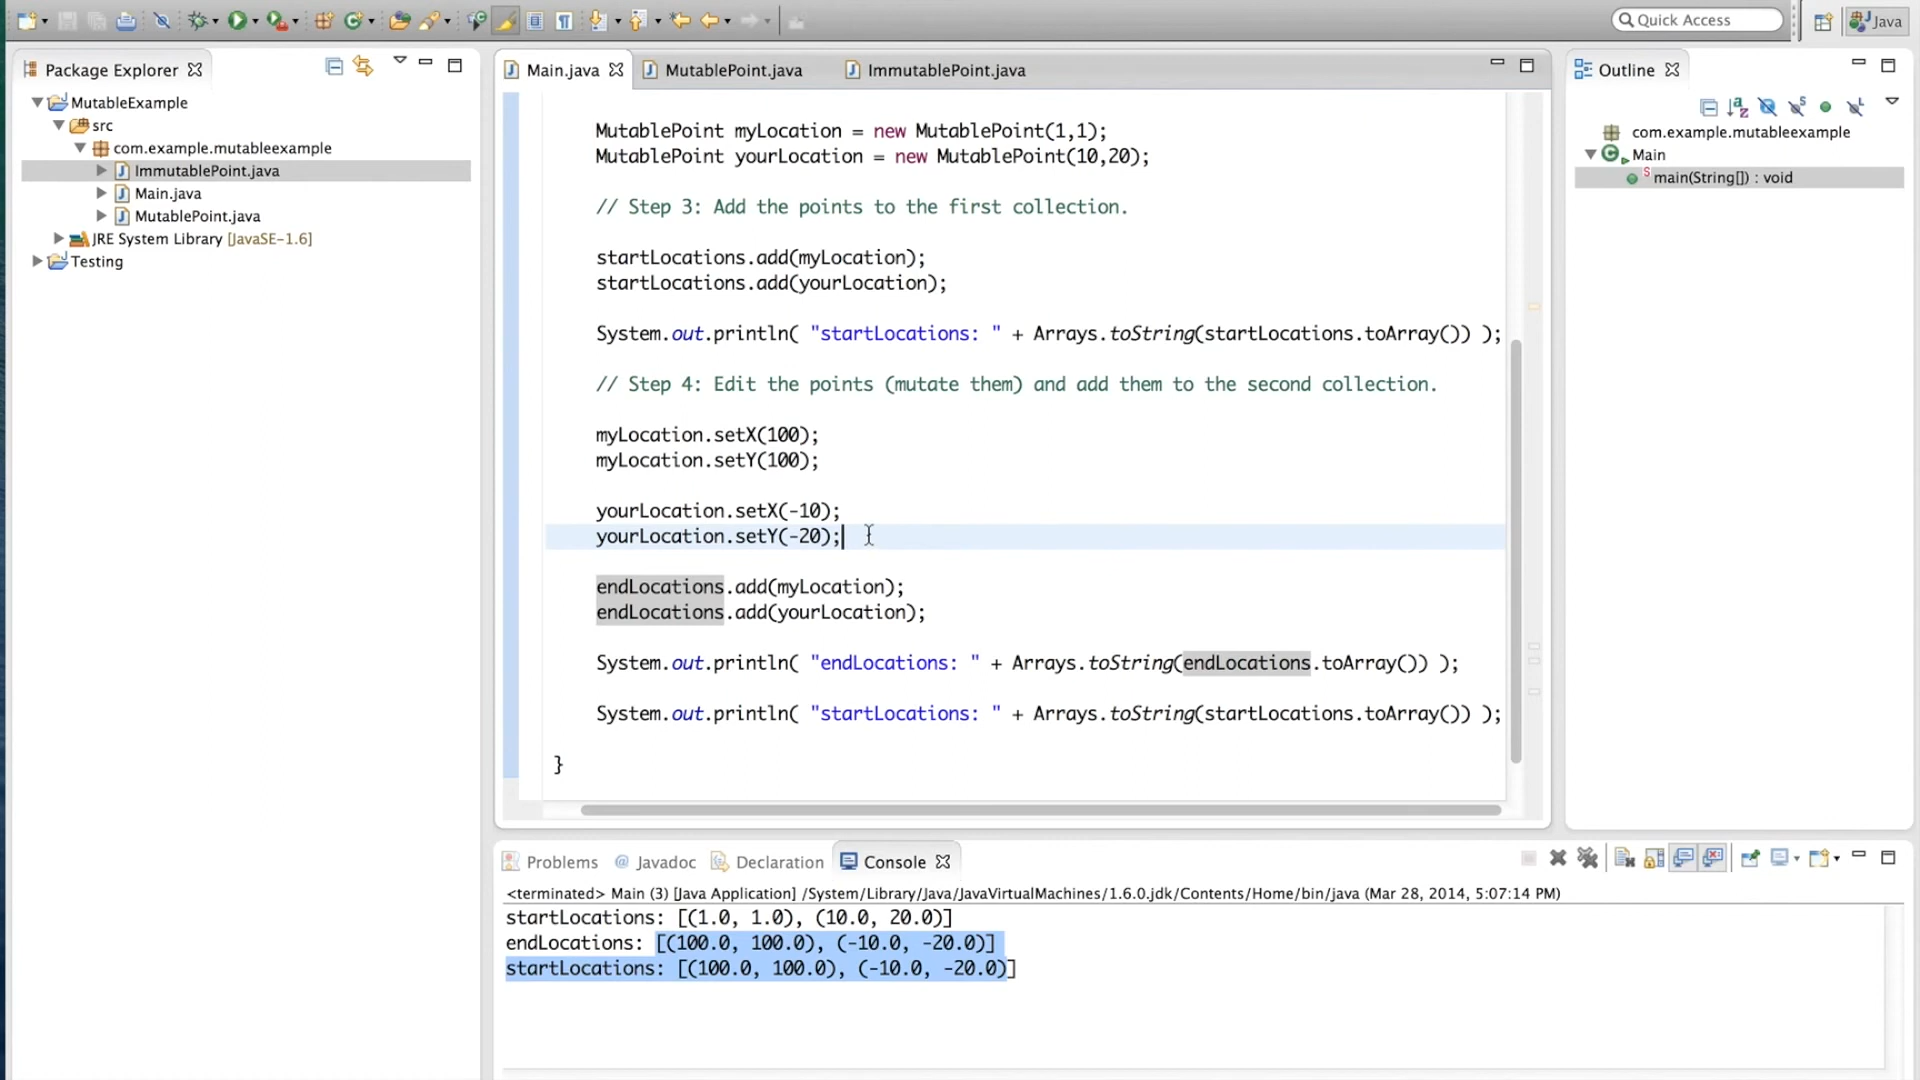 Quick Access
Java
Package Explorer
MutableExample
src
com.example.mutableexample
ImmutablePoint.java
Main.java
MutablePoint.java
JRE System Library [JavaSE-1.6]
Testing
Main.java
MutablePoint.java
ImmutablePoint.java
MutablePoint myLocation = new MutablePoint(1,1);
MutablePoint yourLocation = new MutablePoint(10,20);
// Step 3: Add the points to the first collection.
startLocations.add(myLocation);
startLocations.add(yourLocation);
System.out.println( "startLocations: " + Arrays.toString(startLocations.toArray()) );
// Step 4: Edit the points (mutate them) and add them to the second collection.
myLocation.setX(100);
myLocation.setY(100);
yourLocation.setX(-10);
yourLocation.setY(-20);
endLocations.add(myLocation);
endLocations.add(yourLocation);
System.out.println( "endLocations: " + Arrays.toString(endLocations.toArray()) );
System.out.println( "startLocations: " + Arrays.toString(startLocations.toArray()) );
}
Outline
com.example.mutableexample
Main
main(String[]) : void
Problems
Javadoc
Declaration
Console
<terminated> Main (3) [Java Application] /System/Library/Java/JavaVirtualMachines/1.6.0.jdk/Contents/Home/bin/java (Mar 28, 2014, 5:07:14 PM)
startLocations: [(1.0, 1.0), (10.0, 20.0)]
endLocations: [(100.0, 100.0), (-10.0, -20.0)]
startLocations: [(100.0, 100.0), (-10.0, -20.0)]